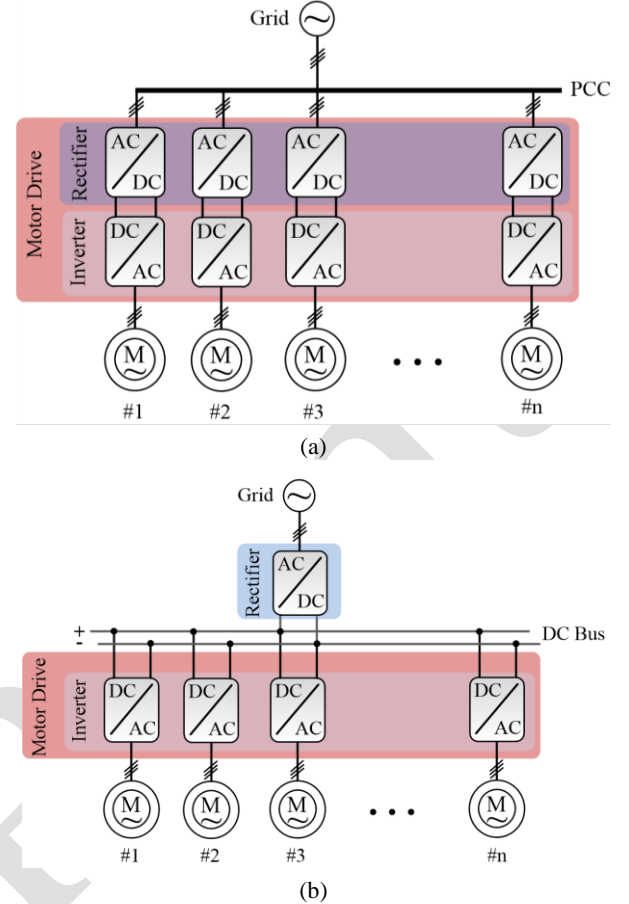 Grid
PCC
Motor Drive
Rectifier
AC DC AC DC AC DC AC DC
Inverter
DC AC DC AC DC AC DC AC
M M M M
#1 #2 #3 #n
(a)
Grid
Rectifier
AC DC
+
- DC Bus
Motor Drive
Inverter
DC AC DC AC DC AC DC AC
M M M M
#1 #2 #3 #n
(b)